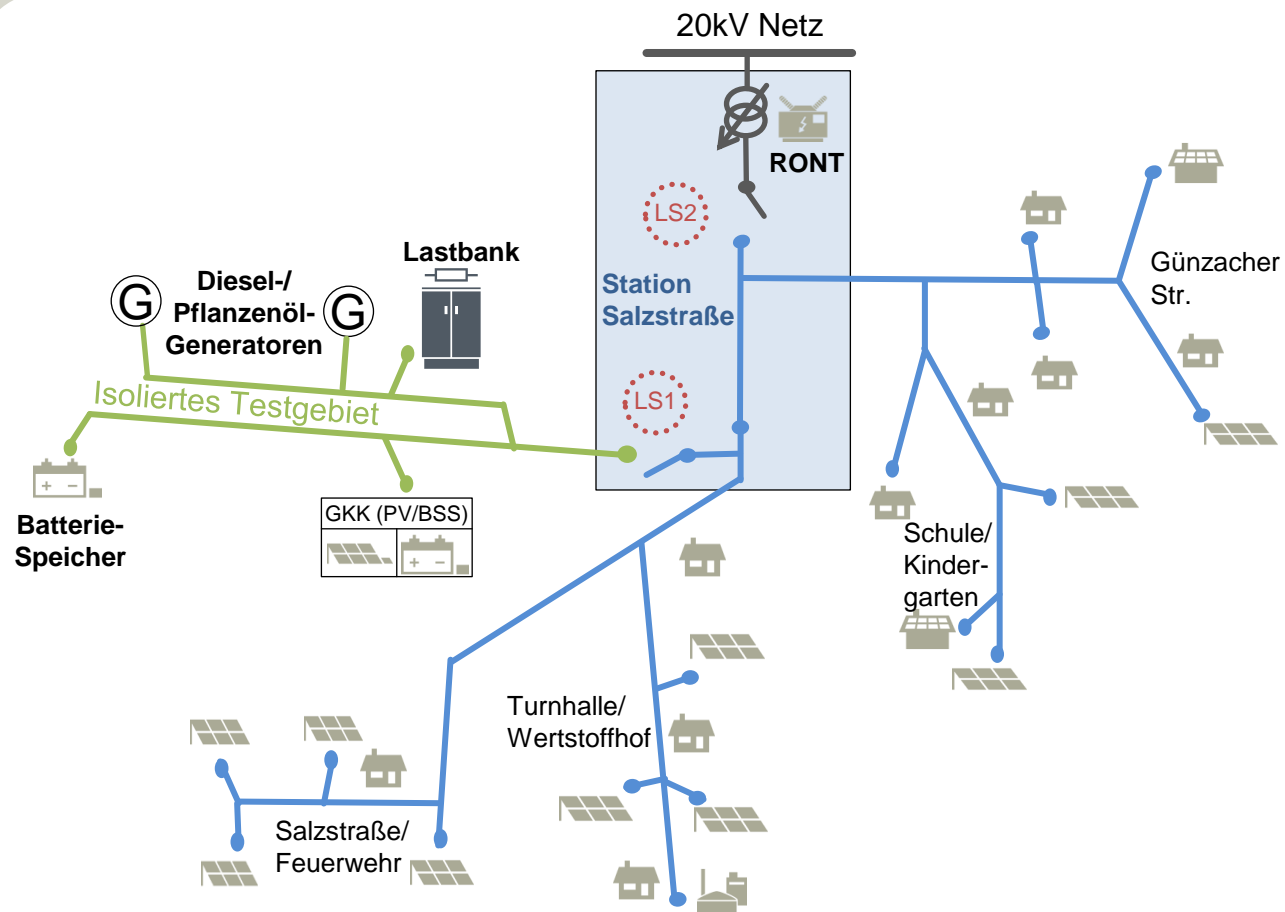 20kV Netz
RONT
LS2
Lastbank
Station
Salzstraße
Günzacher
Str.
G
Diesel-/
Pflanzenöl-
Generatoren
G
Isoliertes Testgebiet
LS1
+ −
Batterie-
Speicher
GKK (PV/BSS)
+ −
Schule/
Kinder-
garten
Turnhalle/
Wertstoffhof
Salzstraße/
Feuerwehr